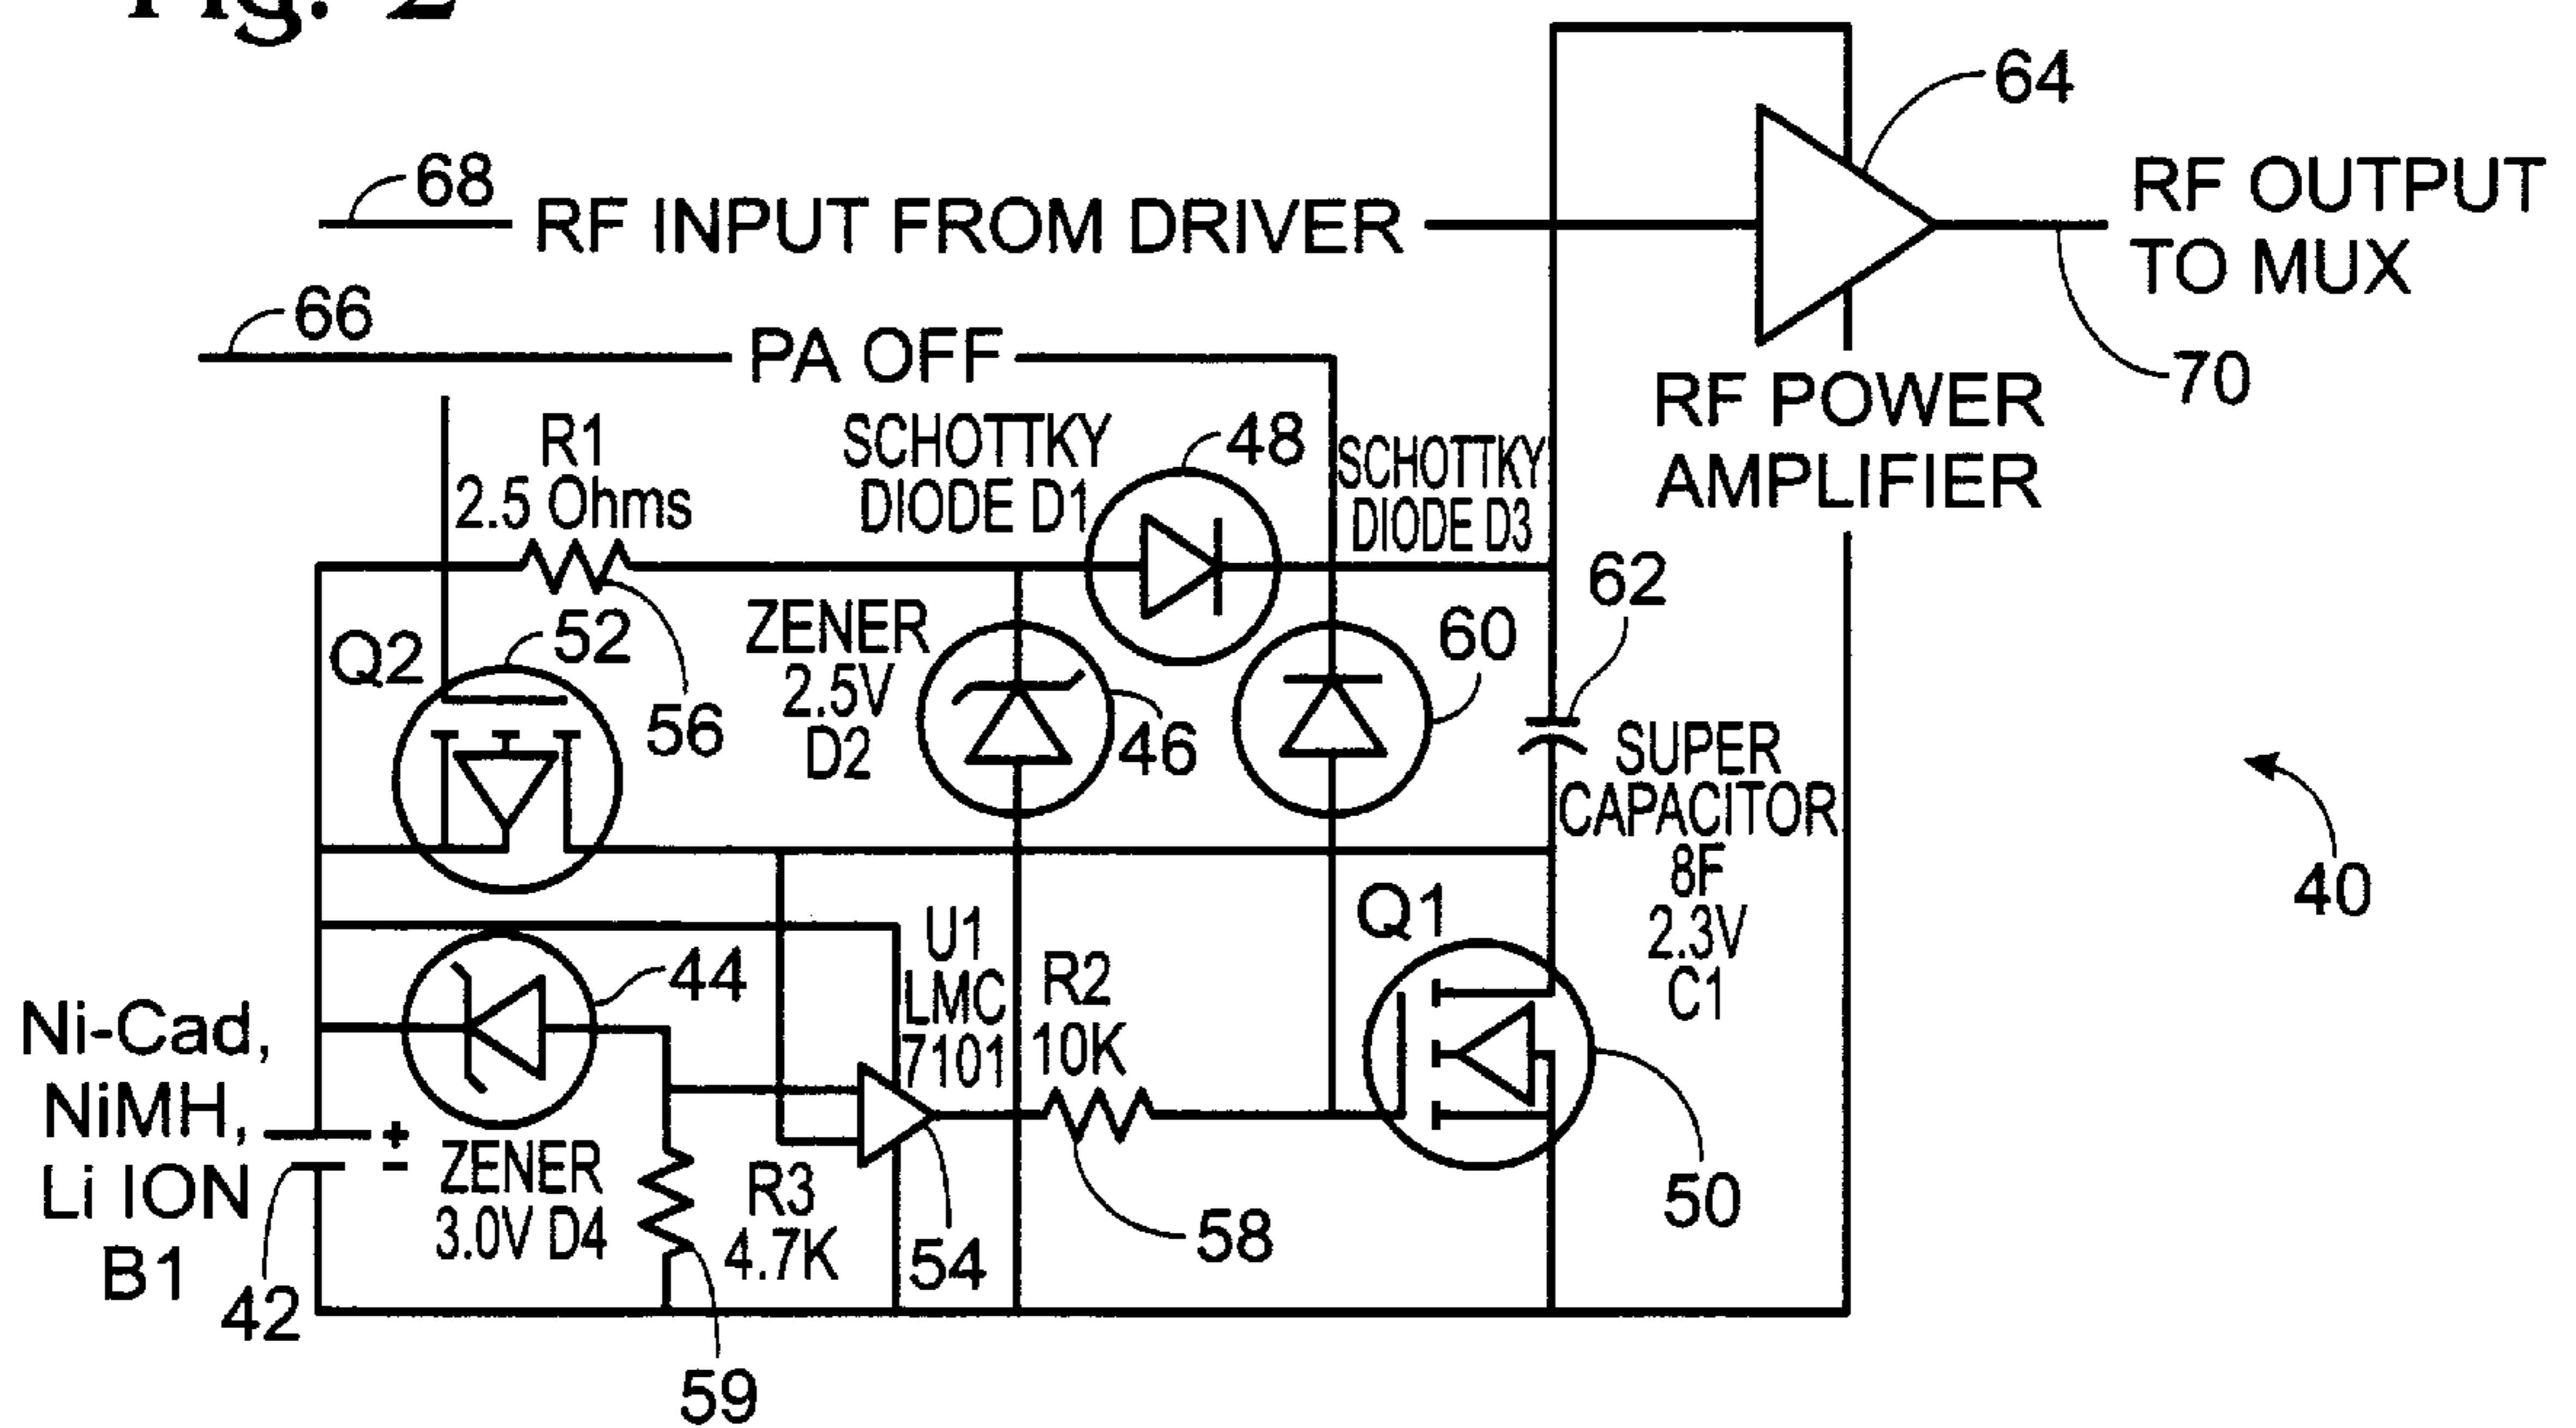 Fig. 2
64
68
RF INPUT FROM DRIVER
RF OUTPUT
TO MUX
66
PA OFF
70
RF POWER
AMPLIFIER
R1
2.5 Ohms
SCHOTTKY
DIODE D1
48
SCHOTTKY
DIODE D3
62
Q2
52
56
ZENER
2.5V
D2
46
60
SUPER
CAPACITOR
8F
2.3V
C1
40
Q1
44
U1
LMC
7101
R2
10K
Ni-Cad,
NiMH,
Li ION
B1
+
-
42
ZENER
3.0V D4
R3
4.7K
54
58
50
59